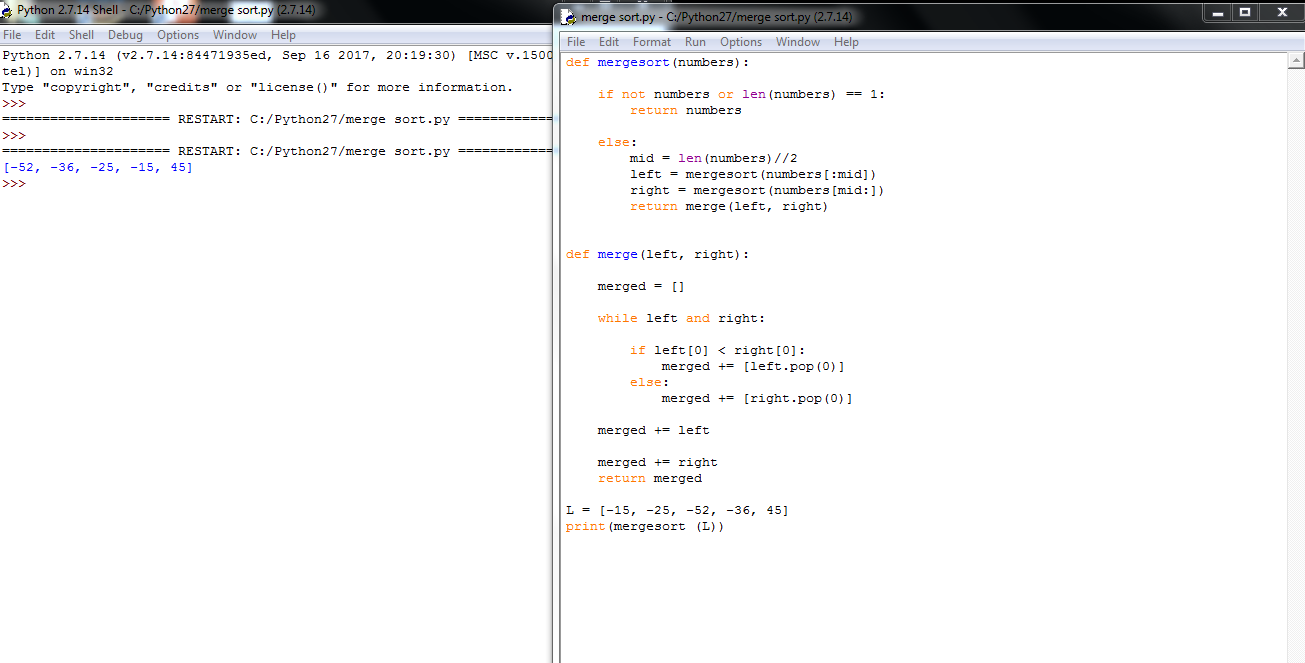 Python 2.7.14 Shell - C:/Python27/merge sort.py (2.7.14)
File Edit Shell Debug Options Window Help
Python 2.7.14 (v2.7.14:84471935ed, Sep 16 2017, 20:19:30) [MSC v.1500
tel)] on win32
Type "copyright", "credits" or "license()" for more information.
>>>
===================== RESTART: C:/Python27/merge sort.py ============
>>>
===================== RESTART: C:/Python27/merge sort.py ============
[-52, -36, -25, -15, 45]
>>>
merge sort.py - C:/Python27/merge sort.py (2.7.14)
File Edit Format Run Options Window Help
def mergesort(numbers):
    if not numbers or len(numbers) == 1:
        return numbers
    else:
        mid = len(numbers)//2
        left = mergesort(numbers[:mid])
        right = mergesort(numbers[mid:])
        return merge(left, right)
def merge(left, right):
    merged = []
    while left and right:
        if left[0] < right[0]:
            merged += [left.pop(0)]
        else:
            merged += [right.pop(0)]
    merged += left
    merged += right
    return merged
L = [-15, -25, -52, -36, 45]
print(mergesort (L))